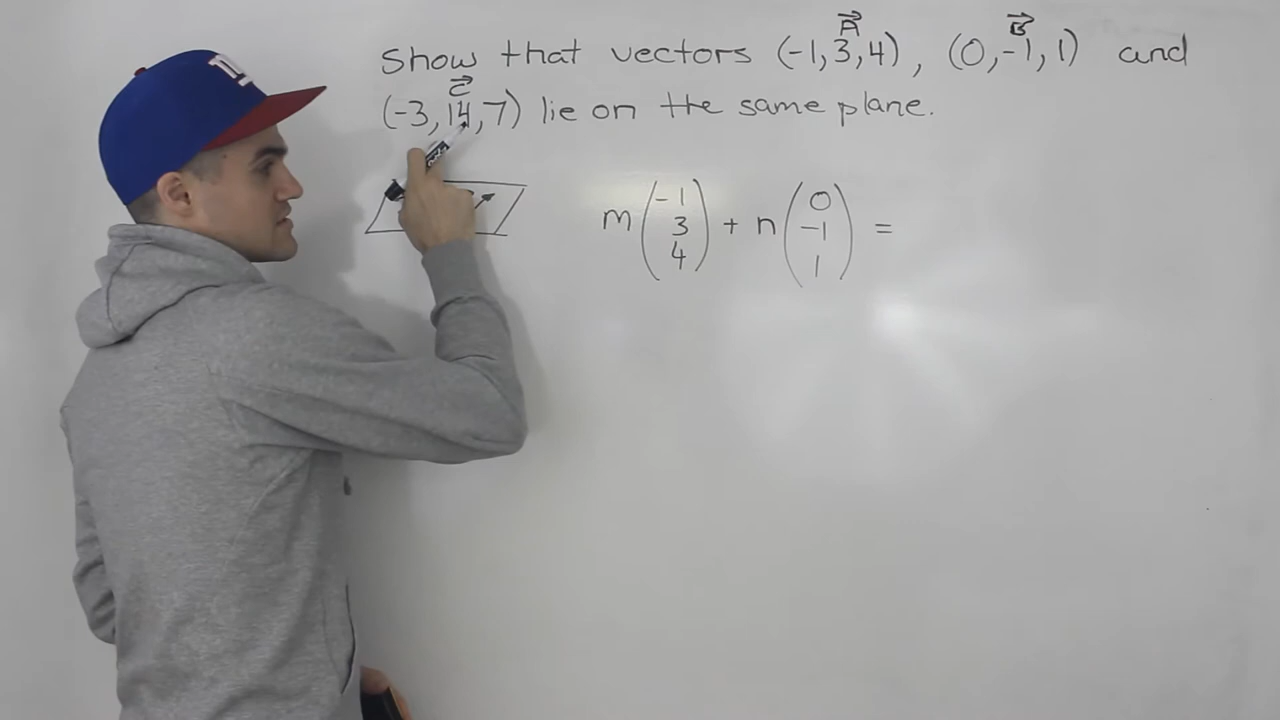 A⃗ B⃗
Show that vectors (-1,3,4), (0,-1,1) and
C⃗
(-3,14,7) lie on the same plane.
m(-1 3 4) + n(0 -1 1) =
ny